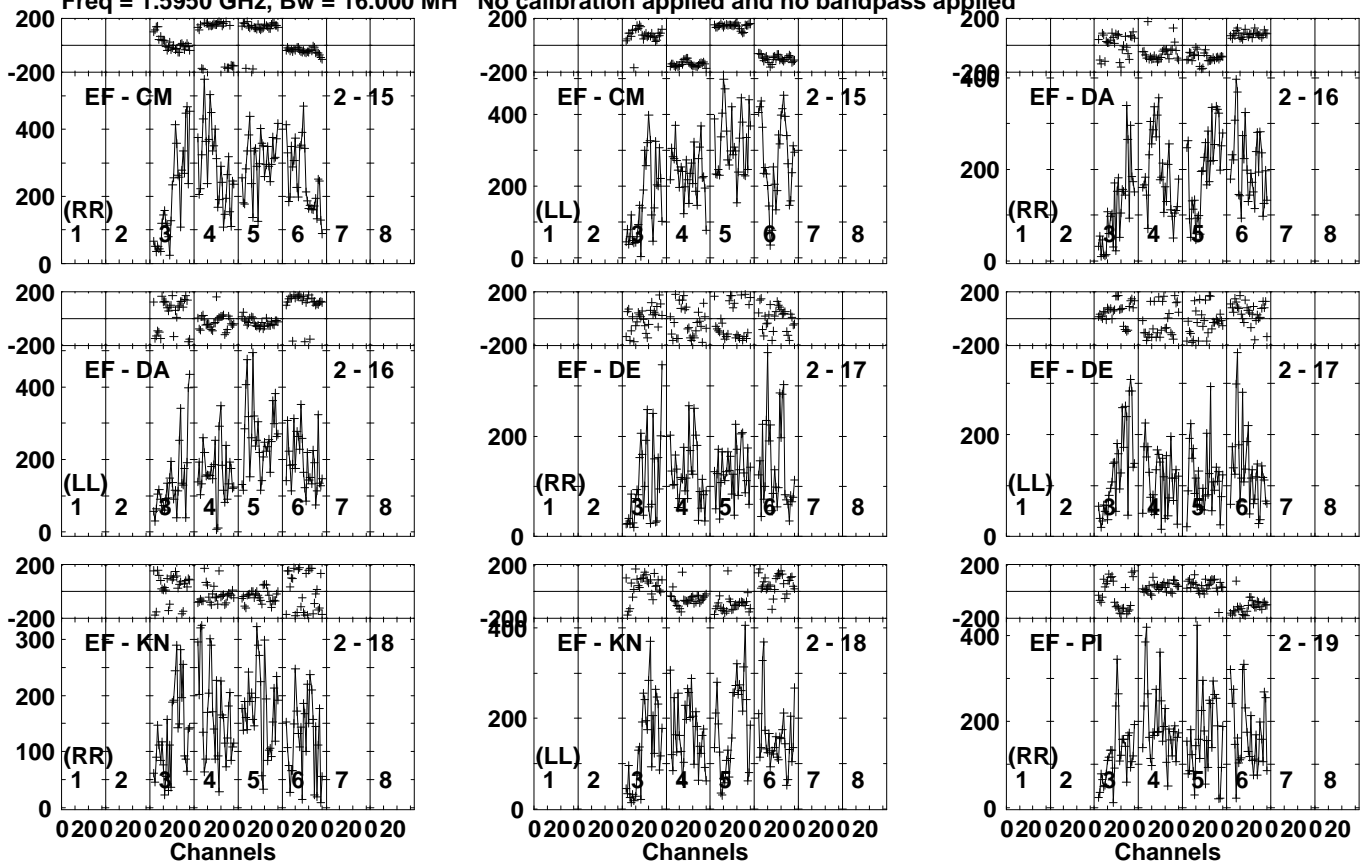 Freq = 1.5950 GHz, Bw = 16.000 MH No calibration applied and no bandpass applied
200 200 200
-200 -200 -200
EF - CM 2 - 15 EF - CM 2 - 15 400 EF - DA 2 - 16
400 400
200 200 200
(RR) (LL) (RR)
1 2 3 4 5 6 7 8 1 2 3 4 5 6 7 8 1 2 3 4 5 6 7 8
0 0 0
200 200 200
-200 -200 -200
EF - DA 2 - 16 EF - DE 2 - 17 EF - DE 2 - 17
400
200 200 200
(LL) (RR) (LL)
1 2 3 4 5 6 7 8 1 2 3 4 5 6 7 8 1 2 3 4 5 6 7 8
0 0 0
200 200 200
-200 -200 -200
300 EF - KN 2 - 18 400 EF - KN 2 - 18 400 EF - PI 2 - 19
200 200 200
100
(RR) (LL) (RR)
1 2 3 4 5 6 7 8 1 2 3 4 5 6 7 8 1 2 3 4 5 6 7 8
0 0 0
0 20 0 20 0 20 0 20 0 20 0 20 0 20 0 20 0 20 0 20 0 20 0 20 0 20 0 20 0 20 0 20 0 20 0 20 0 20 0 20 0 20 0 20 0 20 0 20
Channels Channels Channels